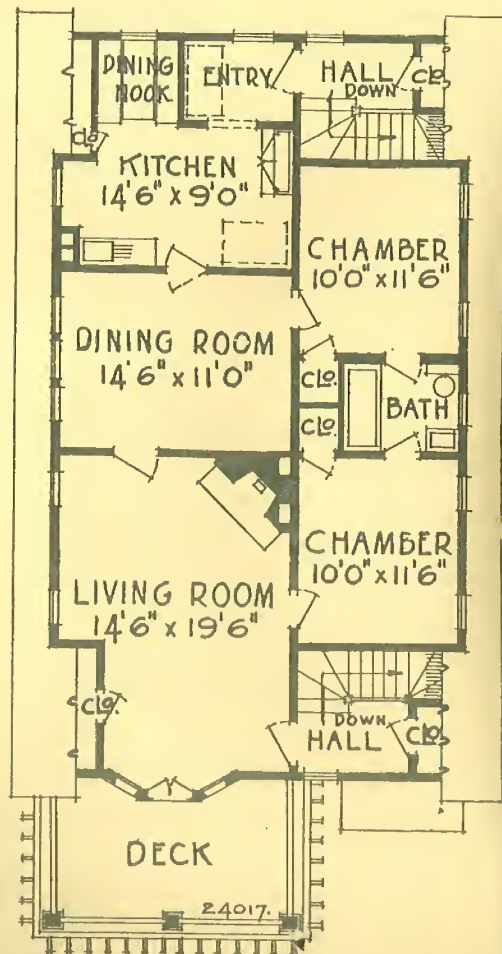 DINING
NOOK
ENTRY
HALL
DOWN
CLO.
CLO.
KITCHEN
14'6" x 9'0"
CHAMBER
10'0" x 11'6"
DINING ROOM
14'6" x 11'0"
CLO.
BATH
CLO.
CHAMBER
10'0" x 11'6"
LIVING ROOM
14'6" x 19'6"
CLO.
DOWN
HALL
CLO.
DECK
24017.